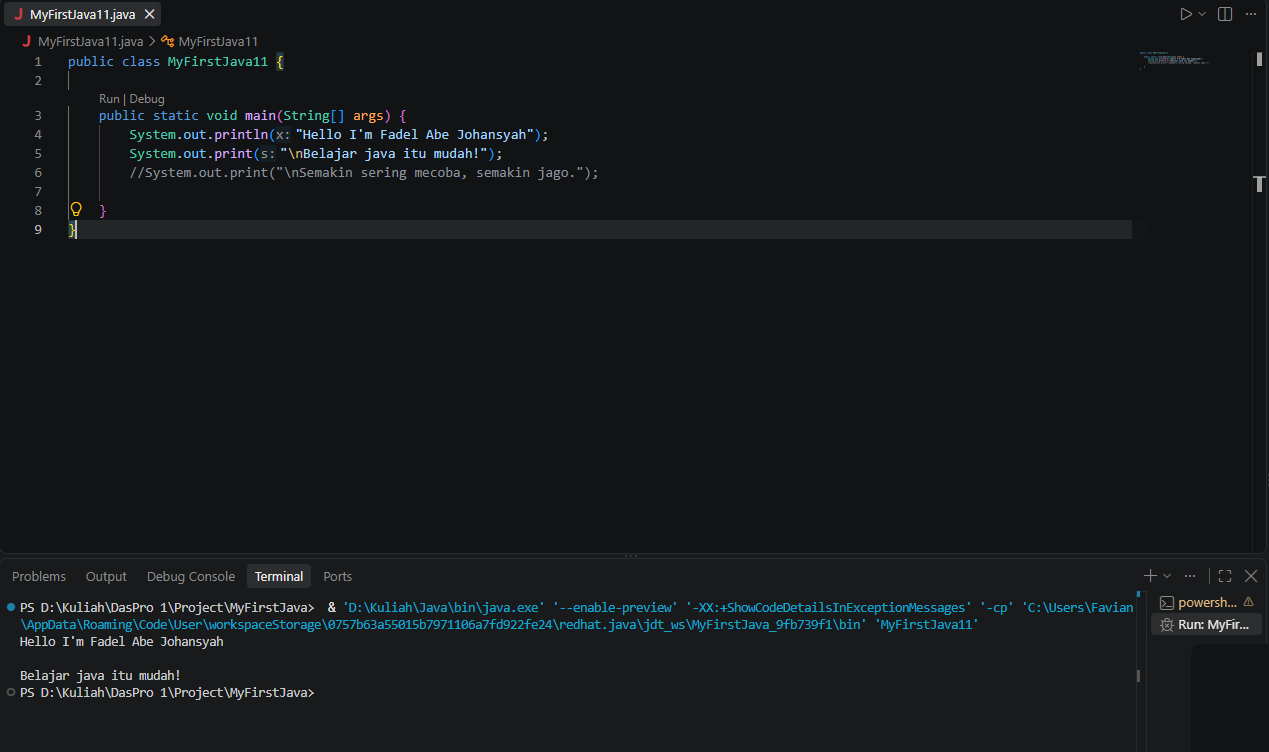 MyFirstJava11.java
MyFirstJava11.java > MyFirstJava11
1 public class MyFirstJava11 {
2
Run | Debug
3 public static void main(String[] args) {
4 System.out.println(x: "Hello I'm Fadel Abe Johansyah");
5 System.out.print(s: "\nBelajar java itu mudah!");
6 //System.out.print("\nSemakin sering mecoba, semakin jago.");
7
8 }
9 }
Problems Output Debug Console Terminal Ports
PS D:\Kuliah\DasPro 1\Project\MyFirstJava> & 'D:\Kuliah\Java\bin\java.exe' '--enable-preview' '-XX:+ShowCodeDetailsInExceptionMessages' '-cp' 'C:\Users\Favian
\AppData\Roaming\Code\User\workspaceStorage\0757b63a55015b7971106a7fd922fe24\redhat.java\jdt_ws\MyFirstJava_9fb739f1\bin' 'MyFirstJava11'
Hello I'm Fadel Abe Johansyah
Belajar java itu mudah!
PS D:\Kuliah\DasPro 1\Project\MyFirstJava>
powersh...
Run: MyFir...